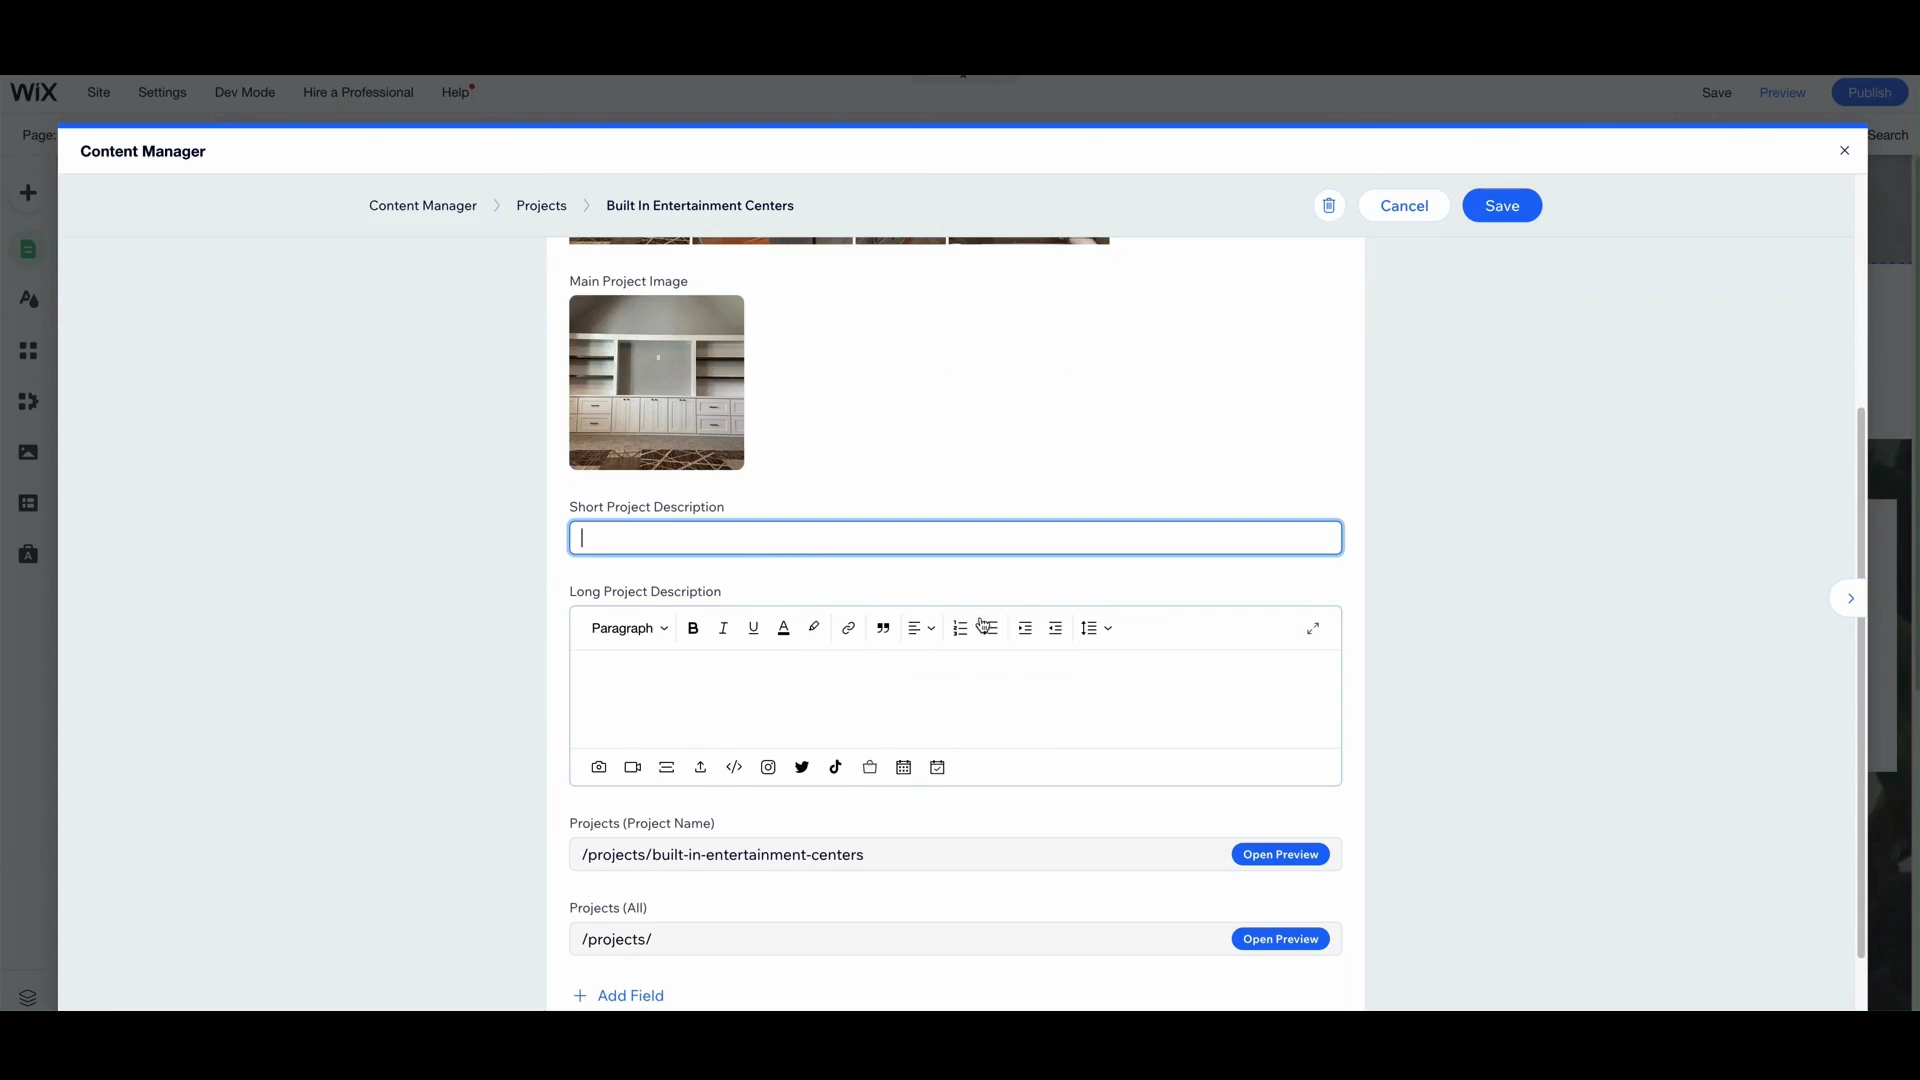 WIX
Site
Settings
Dev Mode
Hire a Professional
Help
Save
Preview
Publish
Page:
Search
Content Manager
Content Manager
Projects
Built In Entertainment Centers
Cancel
Save
Main Project Image
Short Project Description
Long Project Description
Paragraph
B I U A
/projects/built-in-entertainment-centers
Projects (Project Name)
Open Preview
Projects (All)
/projects/
Open Preview
+ Add Field